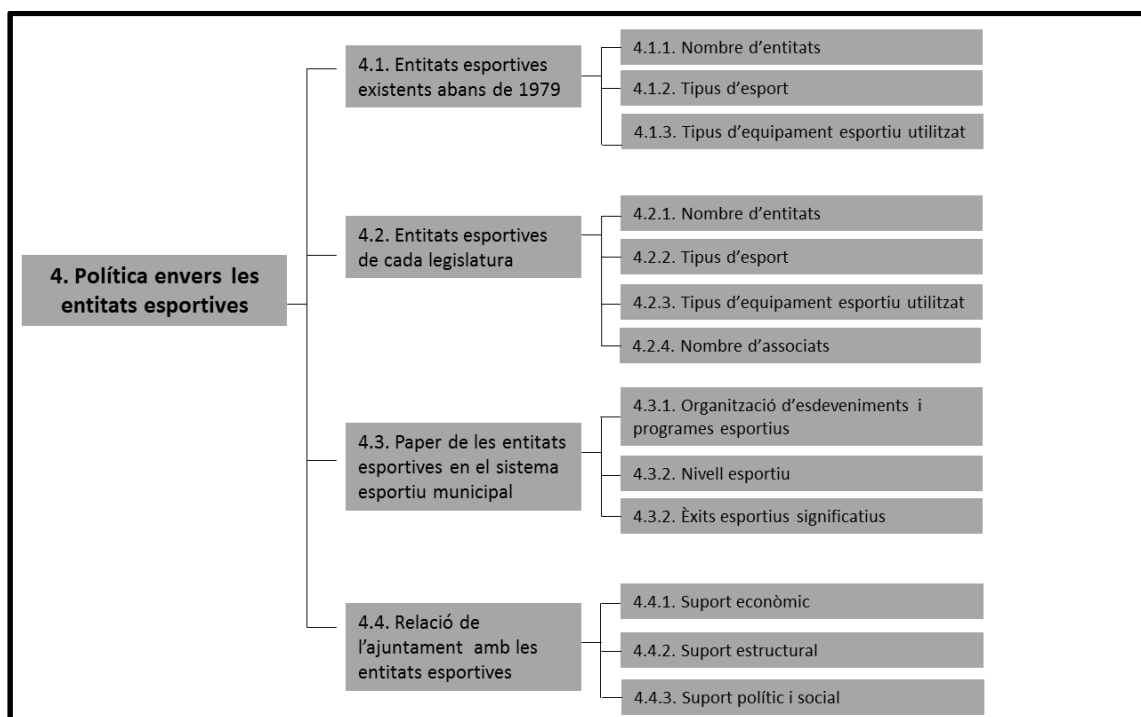 4. Política envers les
entitats esportives
4.1. Entitats esportives
existents abans de 1979
4.1.1. Nombre d’entitats
4.1.2. Tipus d’esport
4.1.3. Tipus d’equipament esportiu utilitzat
4.2. Entitats esportives
de cada legislatura
4.2.1. Nombre d’entitats
4.2.2. Tipus d’esport
4.2.3. Tipus d’equipament esportiu utilitzat
4.2.4. Nombre d’associats
4.3. Paper de les entitats
esportives en el sistema
esportiu municipal
4.3.1. Organització d’esdeveniments i
programes esportius
4.3.2. Nivell esportiu
4.3.2. Èxits esportius significatius
4.4. Relació de
l’ajuntament amb les
entitats esportives
4.4.1. Suport econòmic
4.4.2. Suport estructural
4.4.3. Suport polític i social